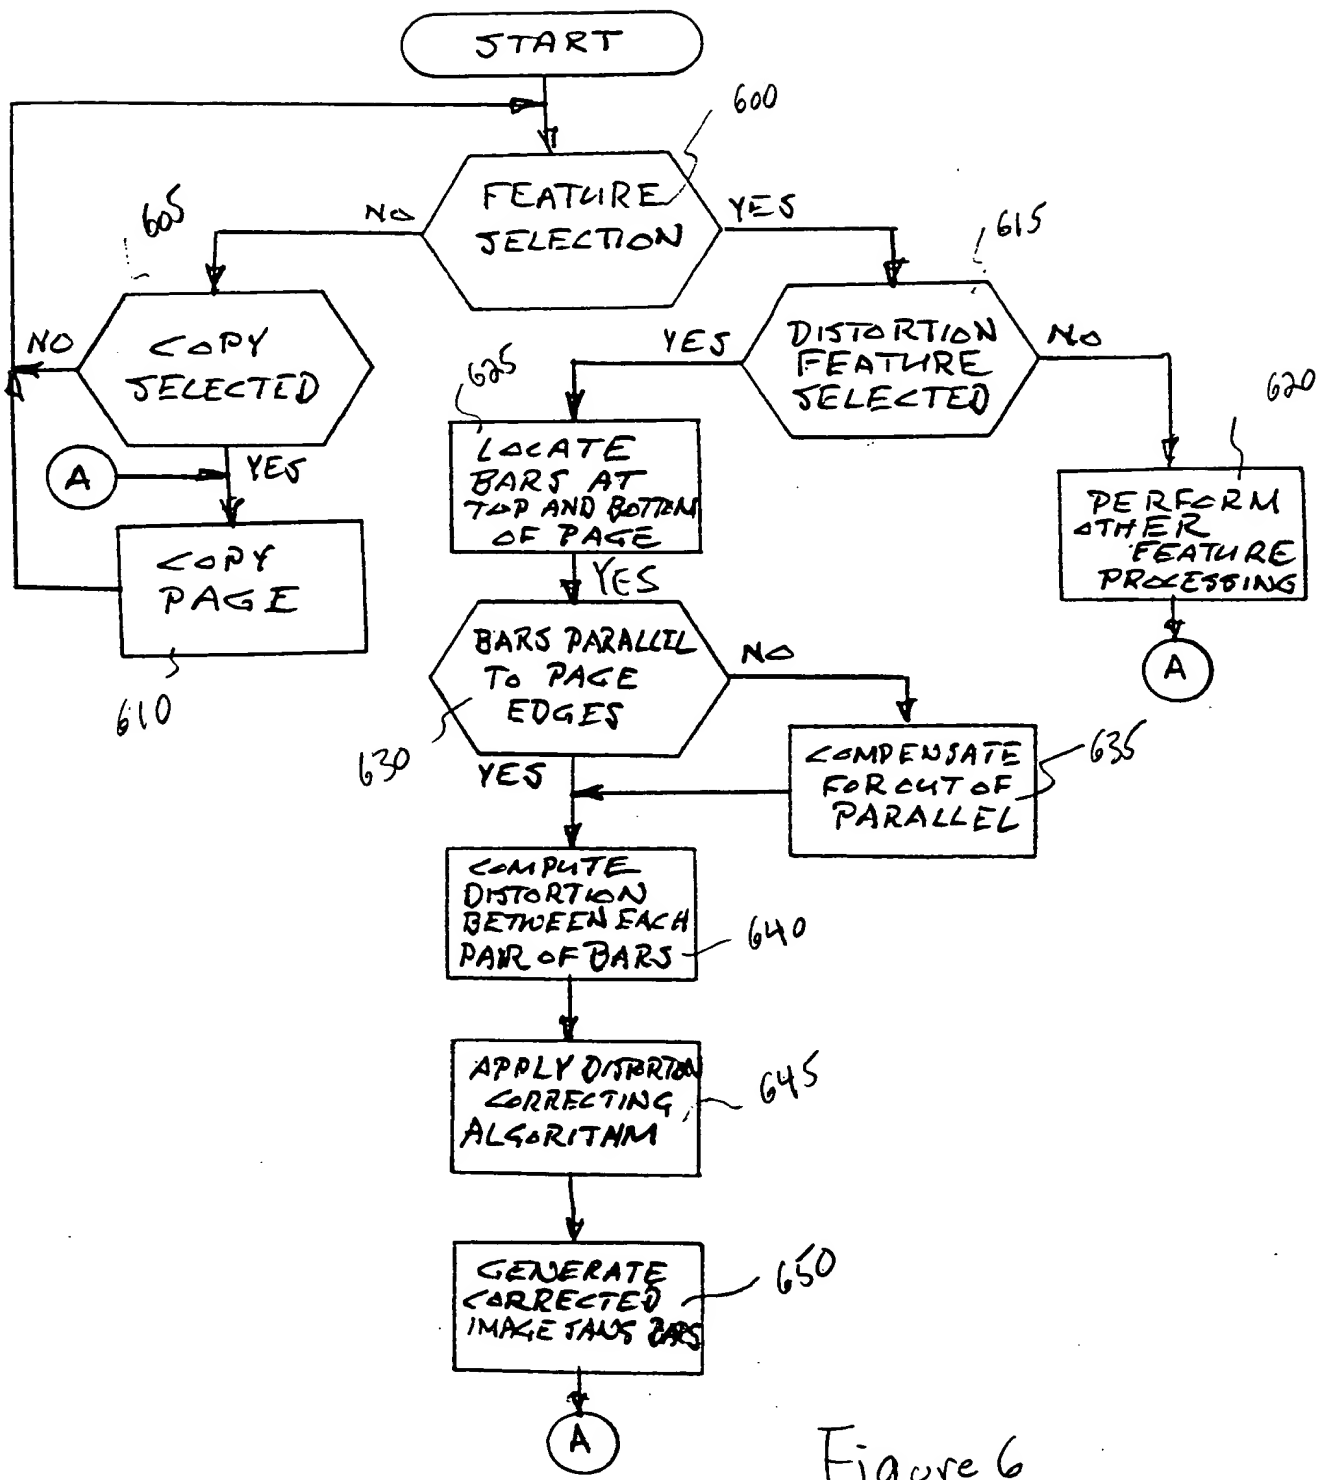 START
600
FEATURE
SELECTION
NO
YES
605
615
COPY
SELECTED
NO
YES
DISTORTION
FEATURE
SELECTED
YES
NO
625
620
A
LOCATE
BARS AT
TOP AND BOTTOM
OF PAGE
YES
PERFORM
OTHER
FEATURE
PROCESSING
COPY
PAGE
610
A
BARS PARALLEL
TO PAGE
EDGES
NO
630
YES
COMPENSATE
FOR OUT OF
PARALLEL
635
COMPUTE
DISTORTION
BETWEEN EACH
PAIR OF BARS
640
APPLY DISTORTION
CORRECTING
ALGORITHM
645
GENERATE
CORRECTED
IMAGE SANS BARS
650
A
Figure 6